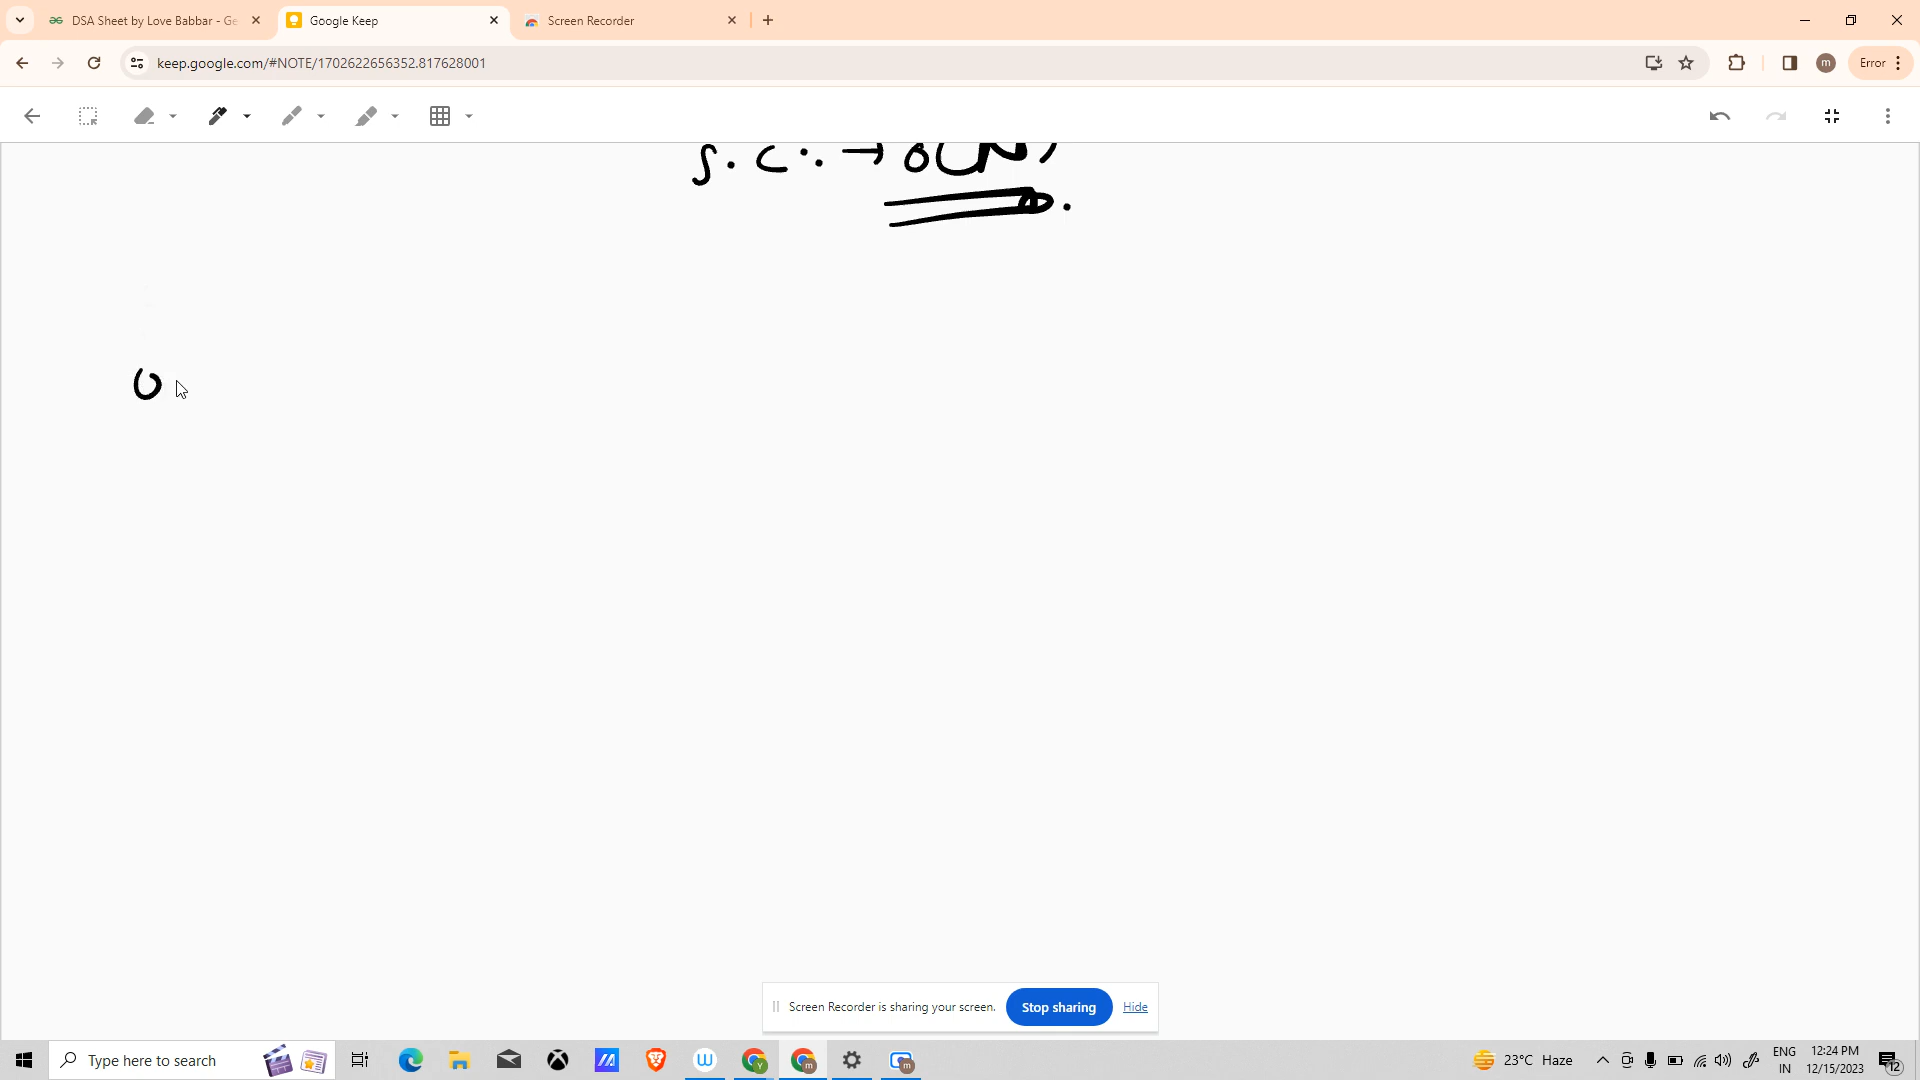 DSA Sheet by Love Babbar - Ge
Google Keep
Screen Recorder
keep.google.com/#NOTE/1702622656352.817628001
m
Error
S. C:. → O(N)
.
0
Screen Recorder is sharing your screen.
Stop sharing
Hide
Type here to search
23°C Haze
ENG
IN
12:24 PM
12/15/2023
12